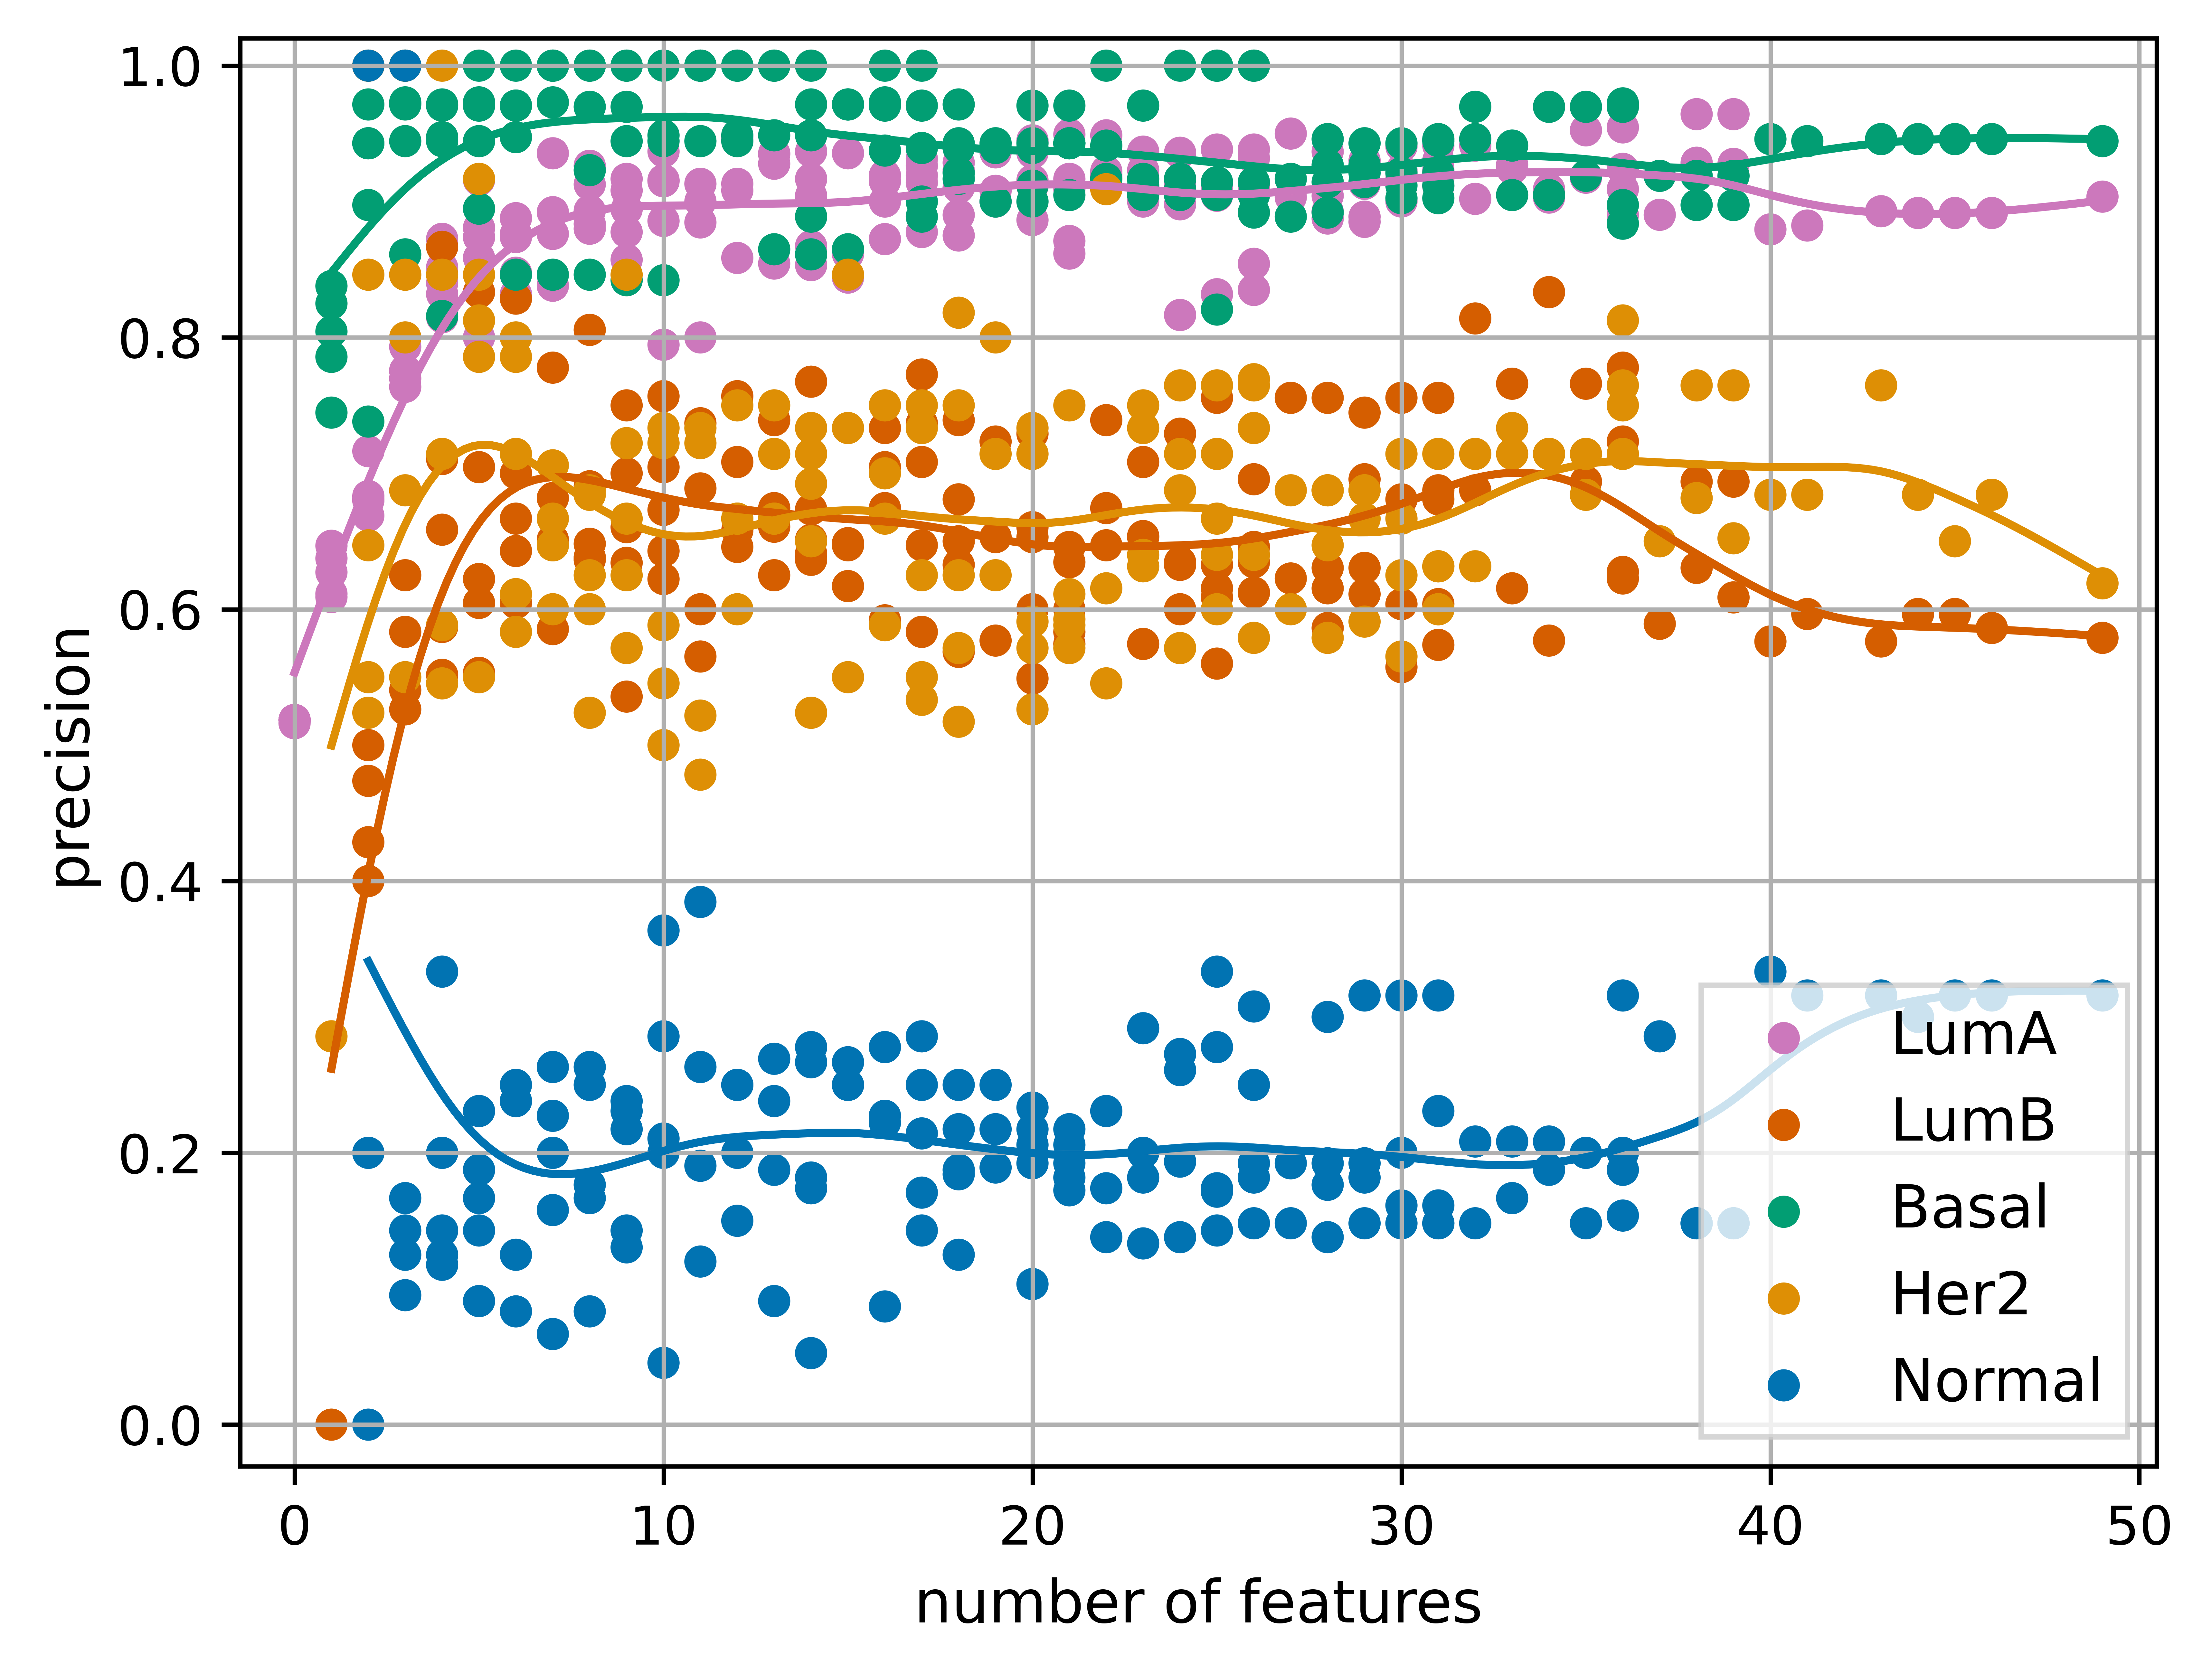 1.0
0.8
0.6
0.4
0.2
0.0
precision
LumA
LumB
Basal
Her2
Normal
0 10 20 30 40 50
number of features